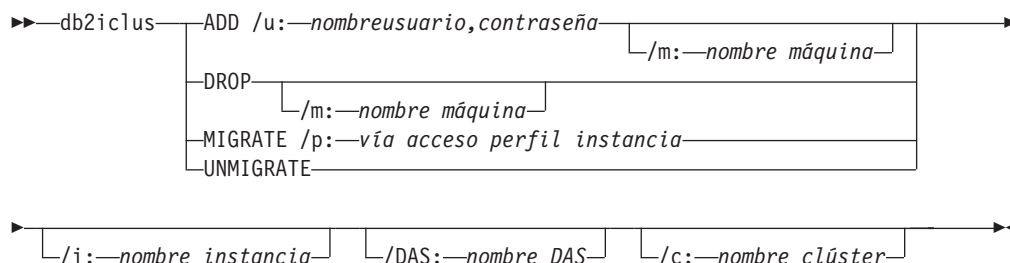 db2iclus ADD /u: nombreusuario,contraseña
/m: nombre máquina
DROP
/m: nombre máquina
MIGRATE /p: vía acceso perfil instancia
UNMIGRATE
/i: nombre instancia /DAS: nombre DAS /c: nombre clúster